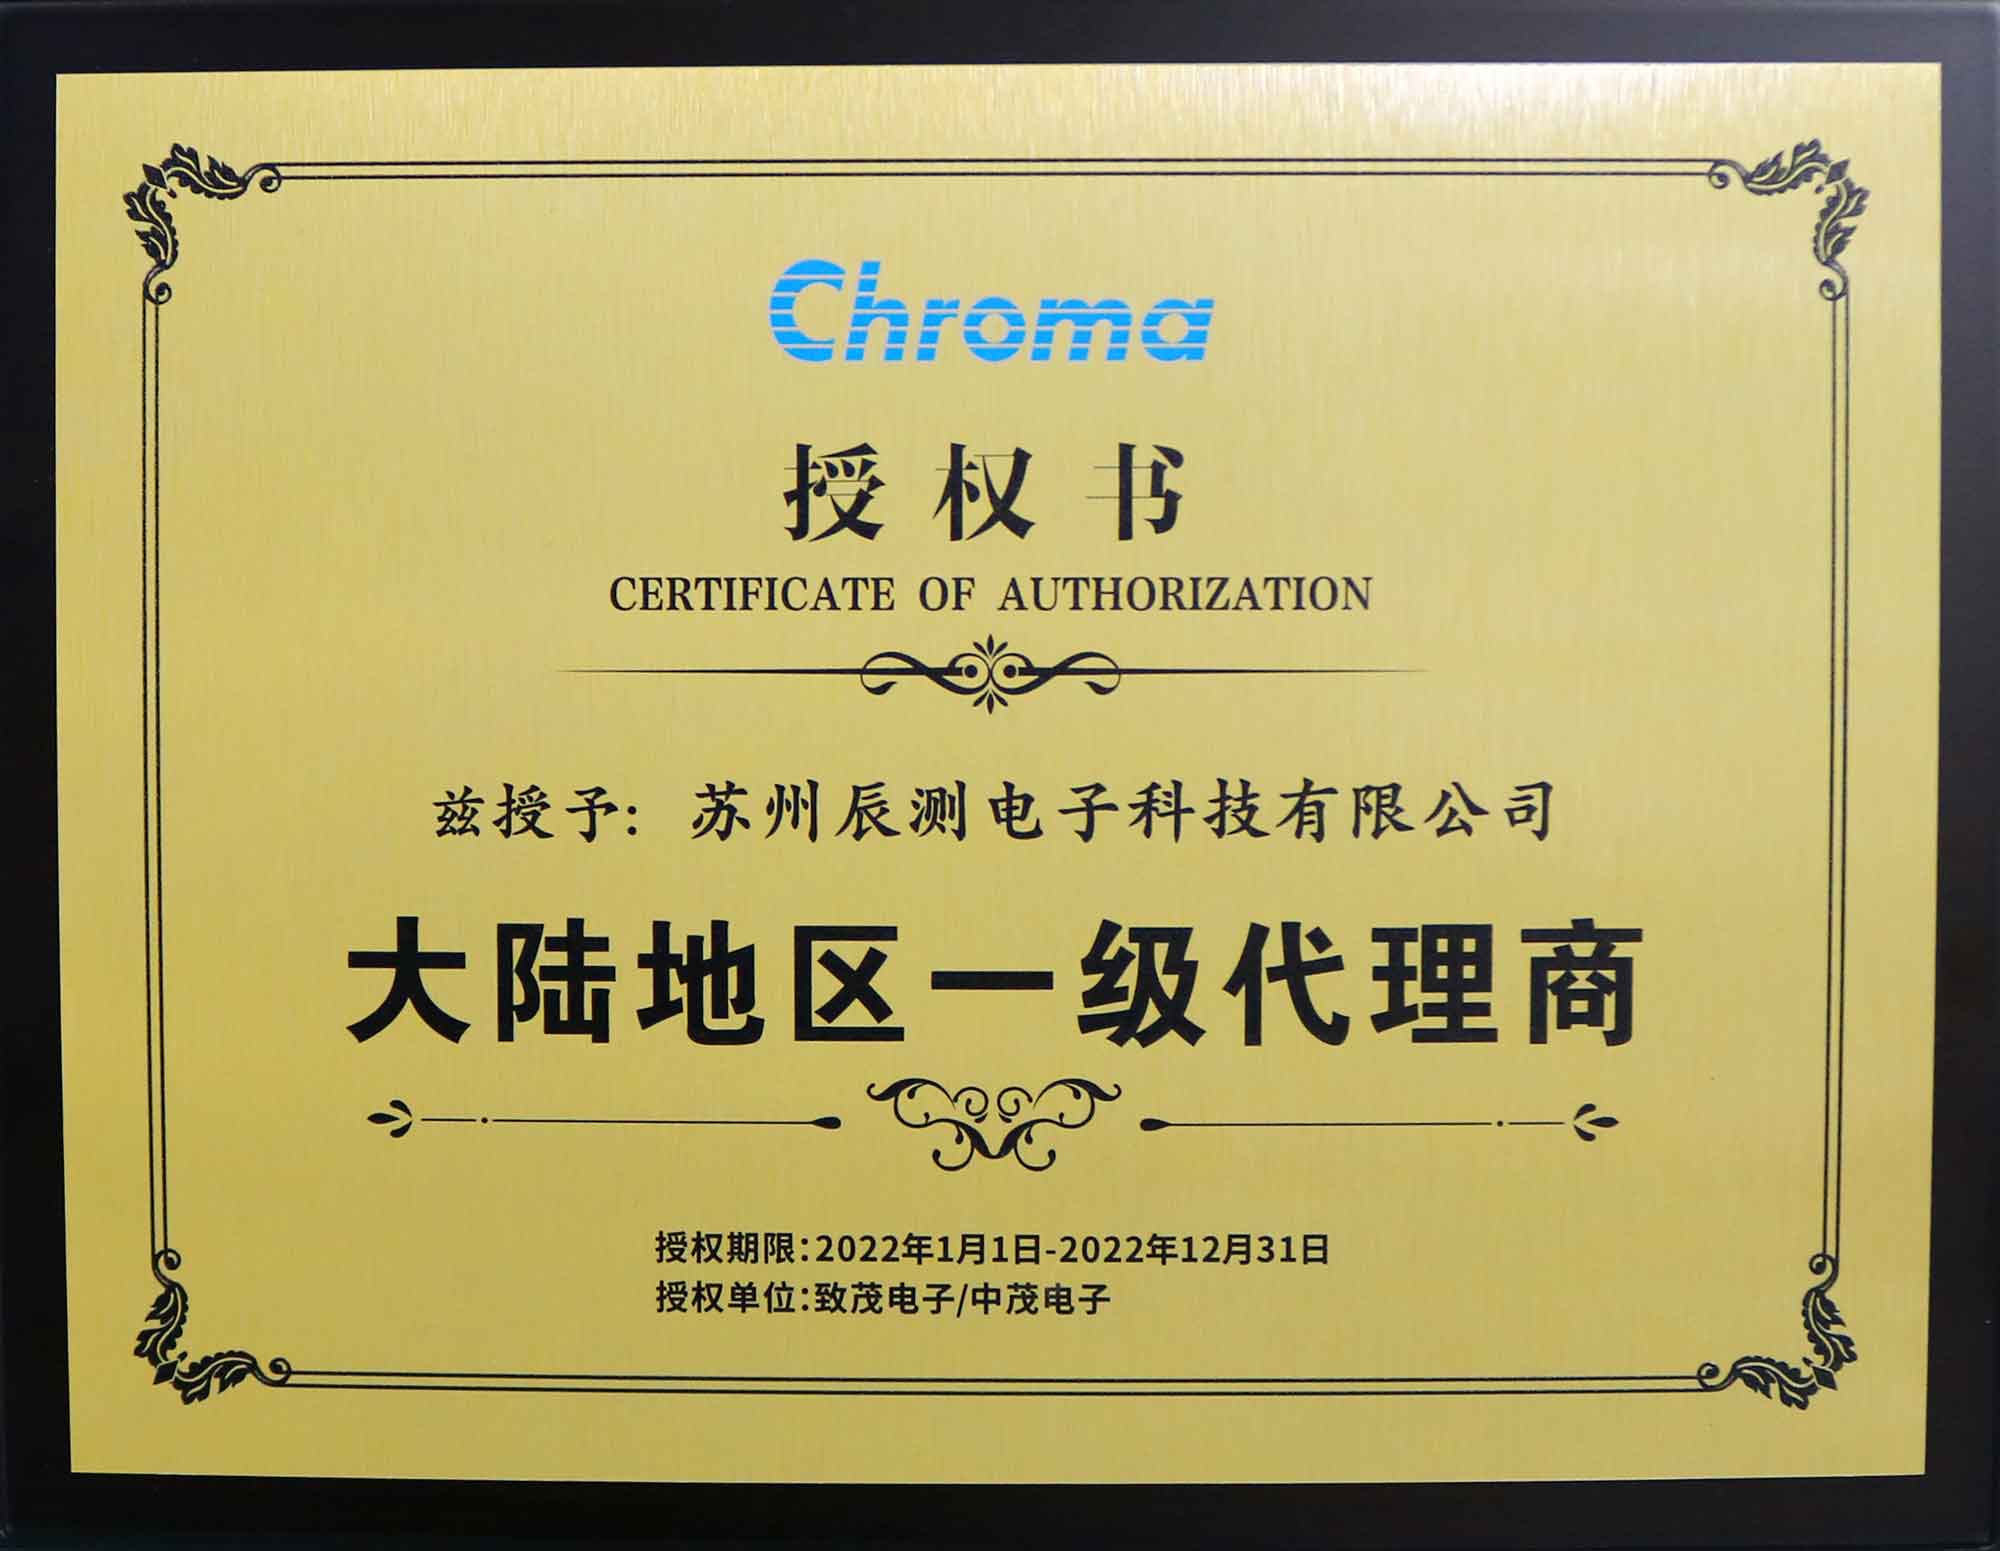 Chroma
授权书
CERTIFICATE OF AUTHORIZATION
兹授予：苏州辰测电子科技有限公司
大陆地区一级代理商
授权期限：2022年1月1日-2022年12月31日
授权单位：致茂电子/中茂电子